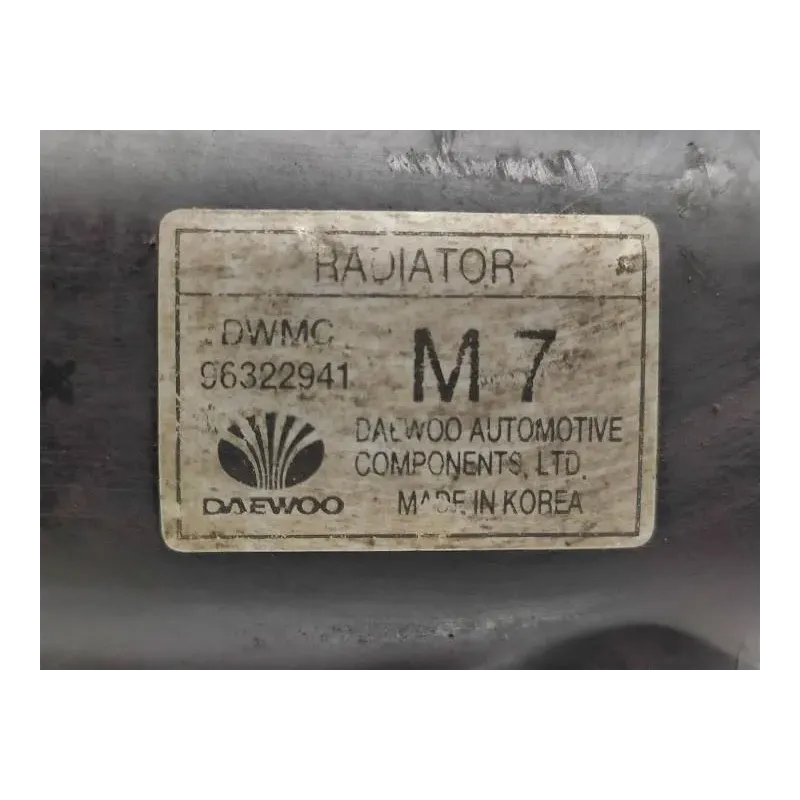 RADIATOR
DWMC
96322941
M 7
DAEWOO
DAEWOO AUTOMOTIVE
COMPONENTS, LTD.
MADE IN KOREA